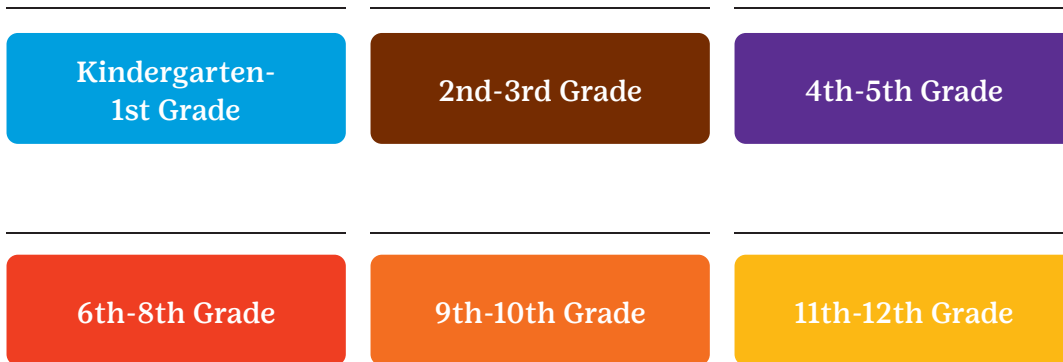 Kindergarten-
1st Grade
2nd-3rd Grade
4th-5th Grade
6th-8th Grade
9th-10th Grade
11th-12th Grade